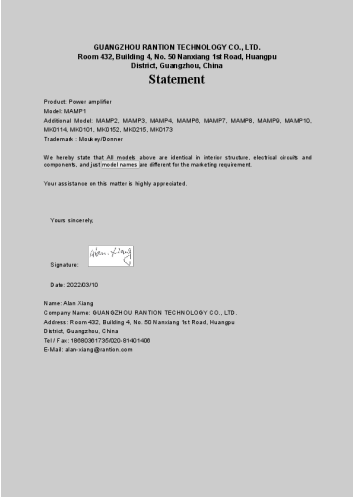 GUANGZHOU RANTION TECHNOLOGY CO., LTD.
Room 432, Building 4, No. 50 Nanxiang 1st Road, Huangpu
District, Guangzhou, China
Statement
Product: Power amplifier
Model: MAMP1
Additional Model: MAMP2, MAMP3, MAMP4, MAMP6, MAMP7, MAMP8, MAMP9, MAMP10,
MK0114, MK0101, MK0152, MK0215, MK0173
Trademark : Moukey/Donner
We hereby state that All models above are identical in interior structure, electrical circuits and
components, and just model names are different for the marketing requirement.
Your assistance on this matter is highly appreciated.
Yours sincerely,
Alan Xiang
Signature:
Date: 2022/03/10
Name: Alan Xiang
Company Name: GUANGZHOU RANTION TECHNOLOGY CO., LTD.
Address: Room 432, Building 4, No. 50 Nanxiang 1st Road, Huangpu
District, Guangzhou, China
Tel / Fax: 18680361735/020-81401406
E-Mail: alan-xiang@rantion.com